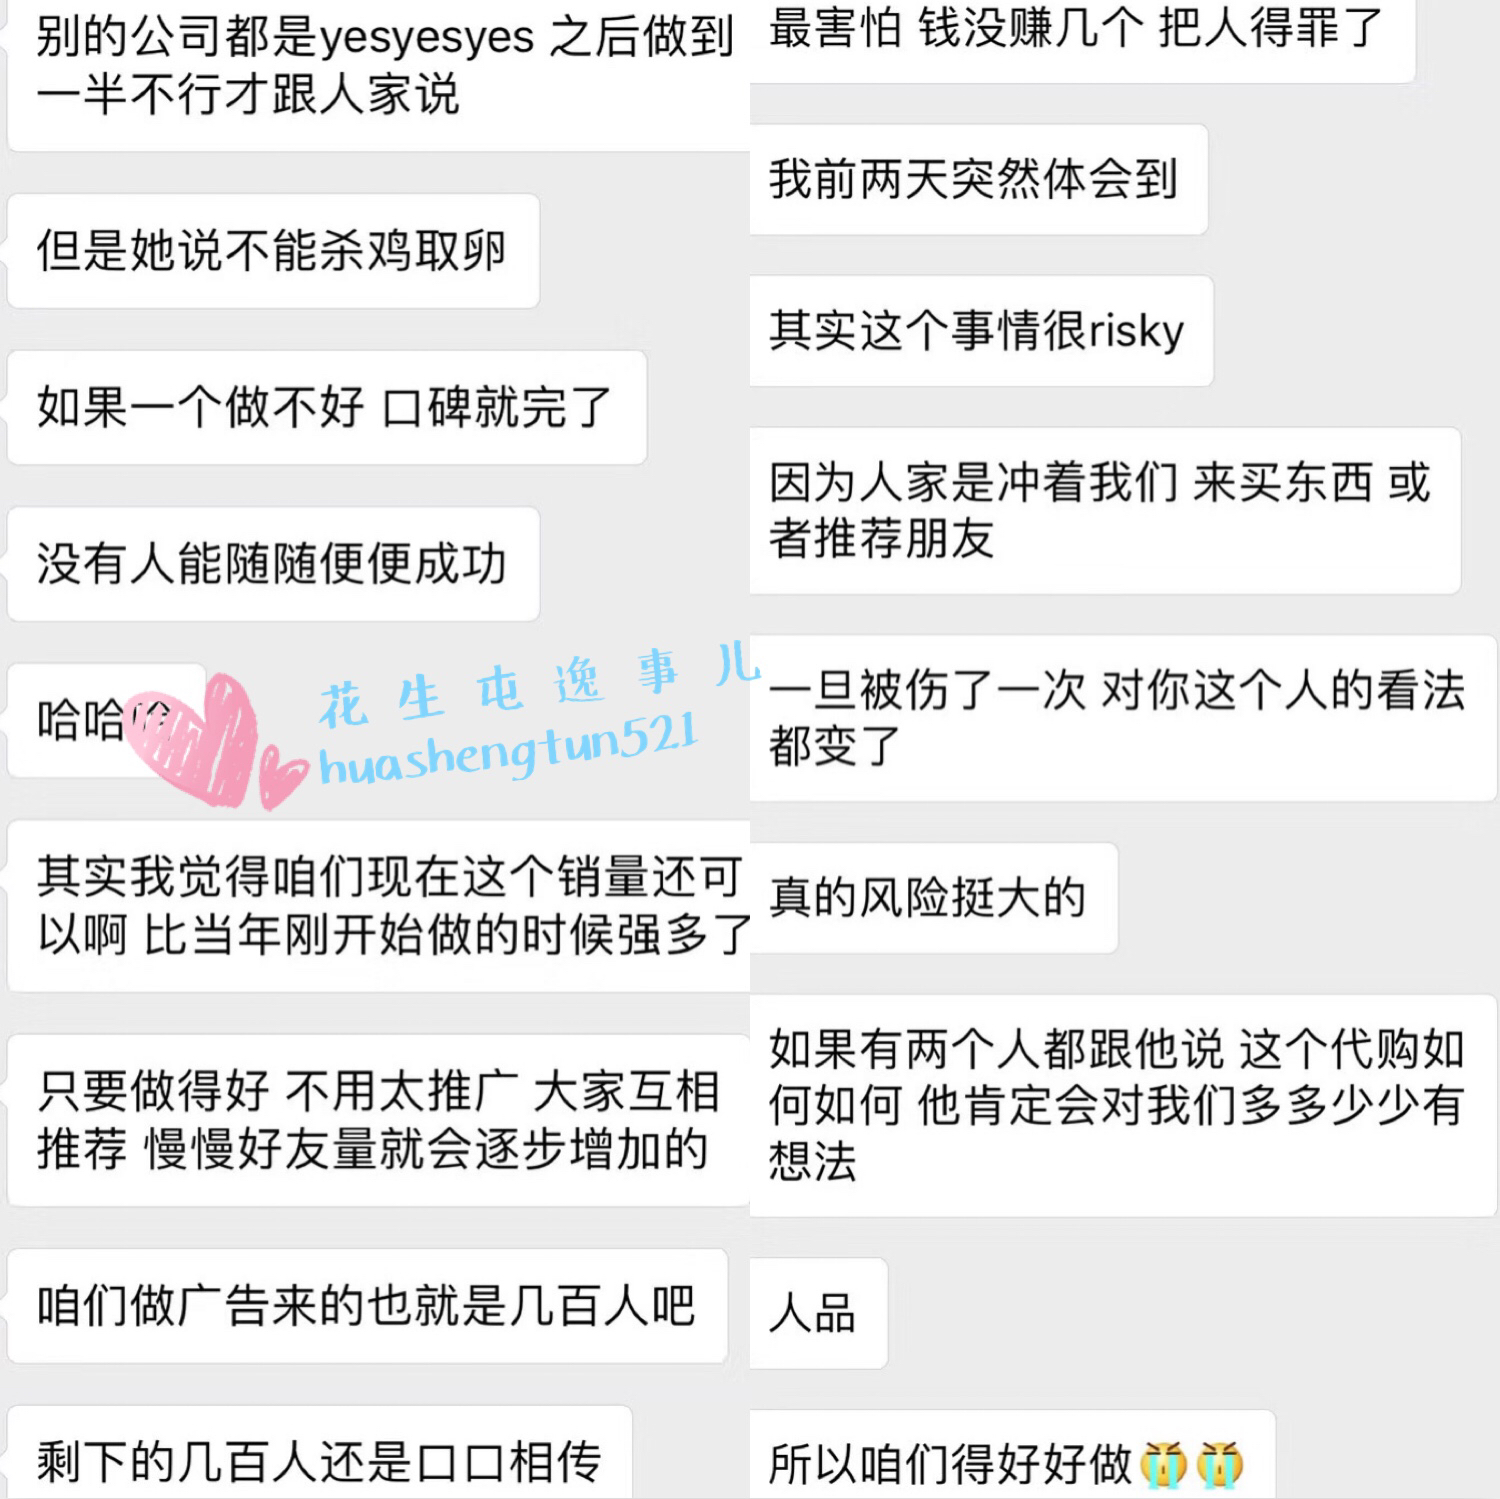 别的公司都是yesyesyes 之后做到
一半不行才跟人家说
但是她说不能杀鸡取卵
如果一个做不好 口碑就完了
没有人能随随便便成功
哈哈哈
花生屯逸事儿
huashengtun521
其实我觉得咱们现在这个销量还可
以啊 比当年刚开始做的时候强多了
只要做得好 不用太推广 大家互相
推荐 慢慢好友量就会逐步增加的
咱们做广告来的也就是几百人吧
剩下的几百人还是口口相传
最害怕 钱没赚几个 把人得罪了
我前两天突然体会到
其实这个事情很risky
因为人家是冲着我们 来买东西 或
者推荐朋友
一旦被伤了一次 对你这个人的看法
都变了
真的风险挺大的
如果有两个人都跟他说 这个代购如
何如何 他肯定会对我们多多少少有
想法
人品
所以咱们得好好做😭😭